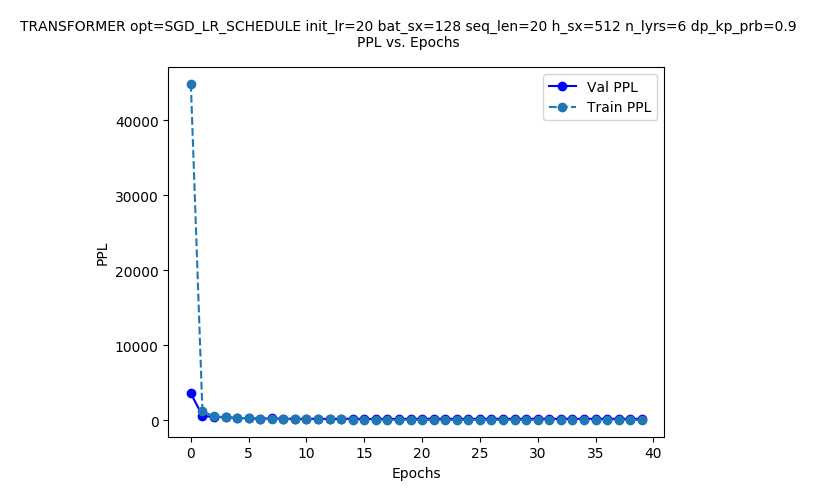 TRANSFORMER opt=SGD_LR_SCHEDULE init_lr=20 bat_sx=128 seq_len=20 h_sx=512 n_lyrs=6 dp_kp_prb=0.9
PPL vs. Epochs
Val PPL
Train PPL
40000
30000
20000
10000
0
PPL
0 5 10 15 20 25 30 35 40
Epochs